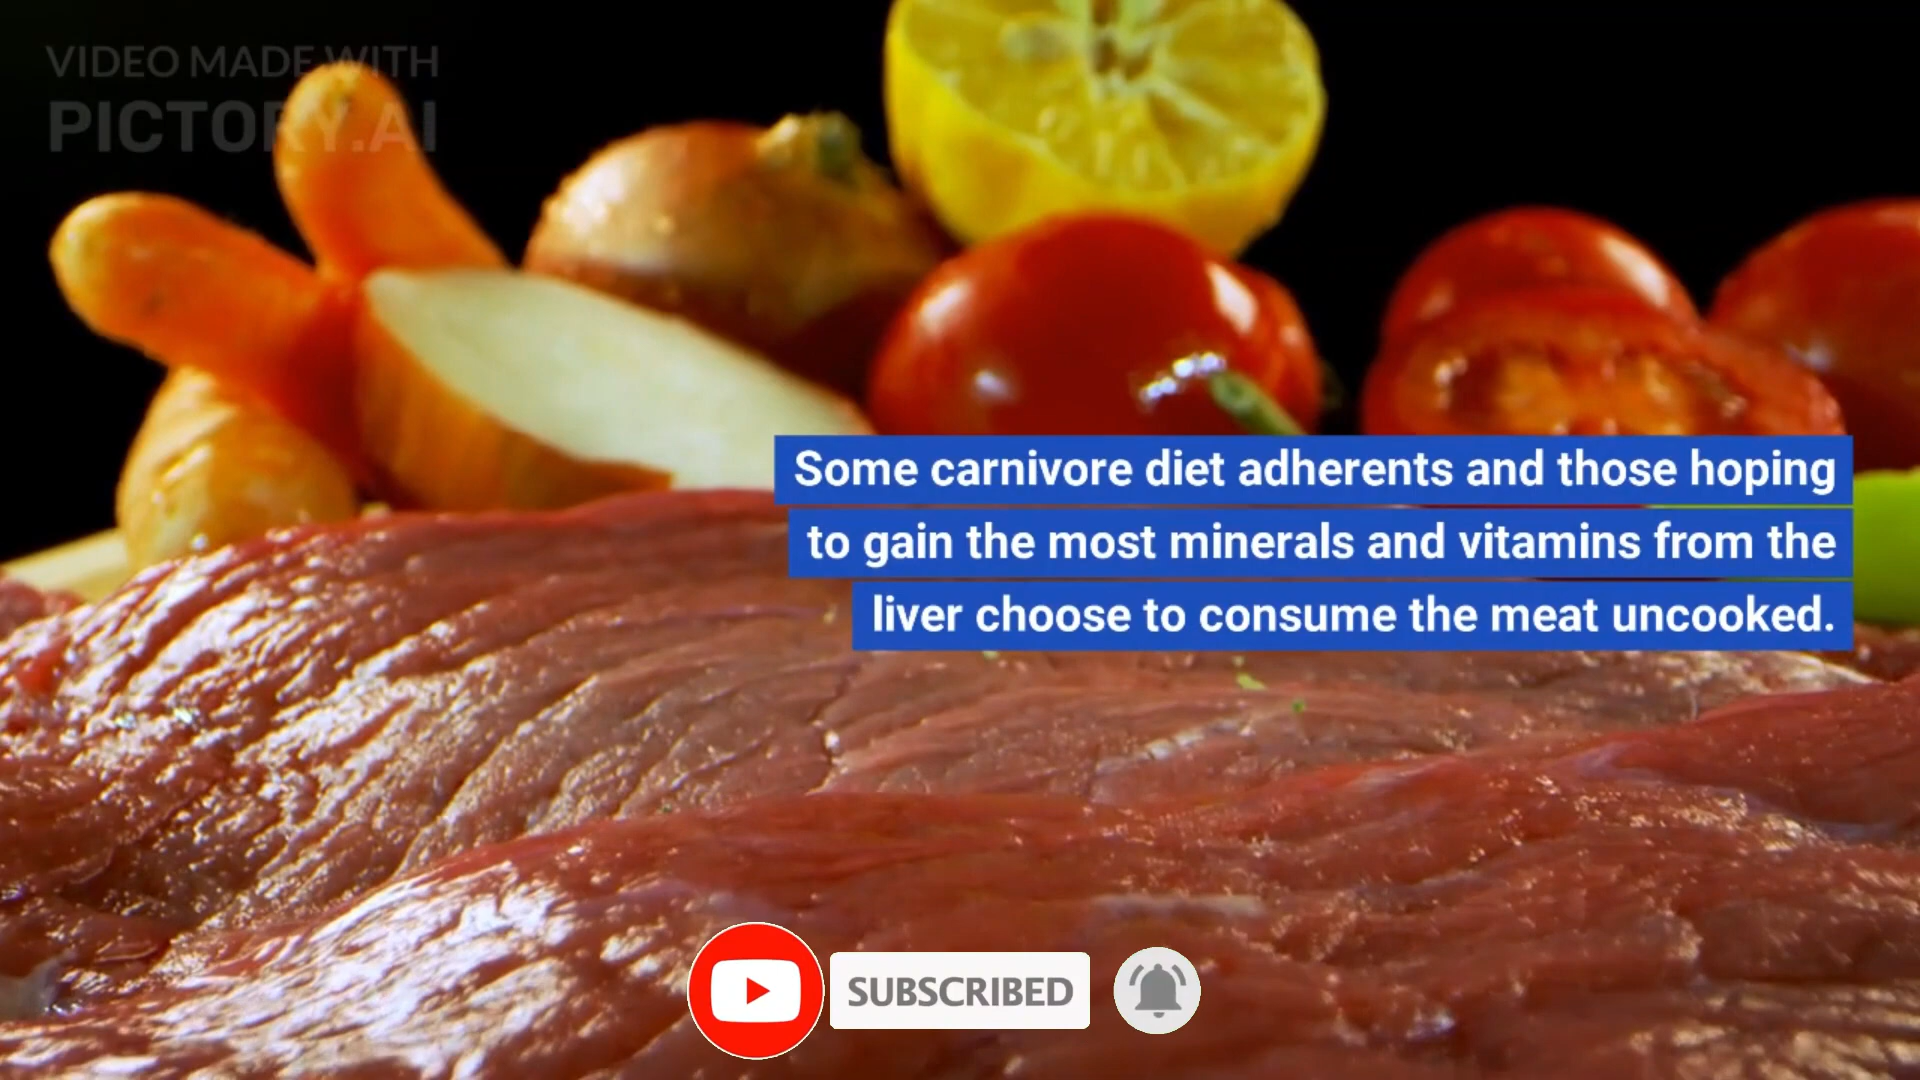 VIDEO MADE WITH
PICTORY.AI
Some carnivore diet adherents and those hoping
to gain the most minerals and vitamins from the
liver choose to consume the meat uncooked.
SUBSCRIBED